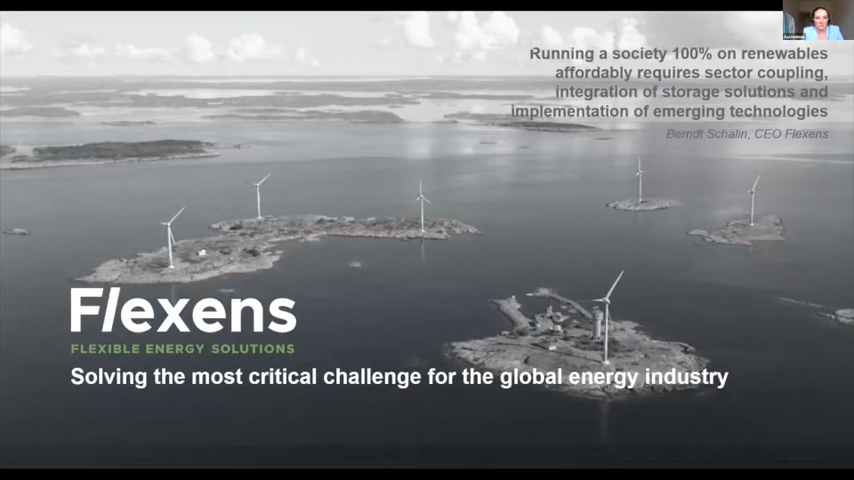 Running a society 100% on renewables
affordably requires sector coupling,
integration of storage solutions and
implementation of emerging technologies
Berndt Schalin, CEO Flexens
Flexens
FLEXIBLE ENERGY SOLUTIONS
Solving the most critical challenge for the global energy industry